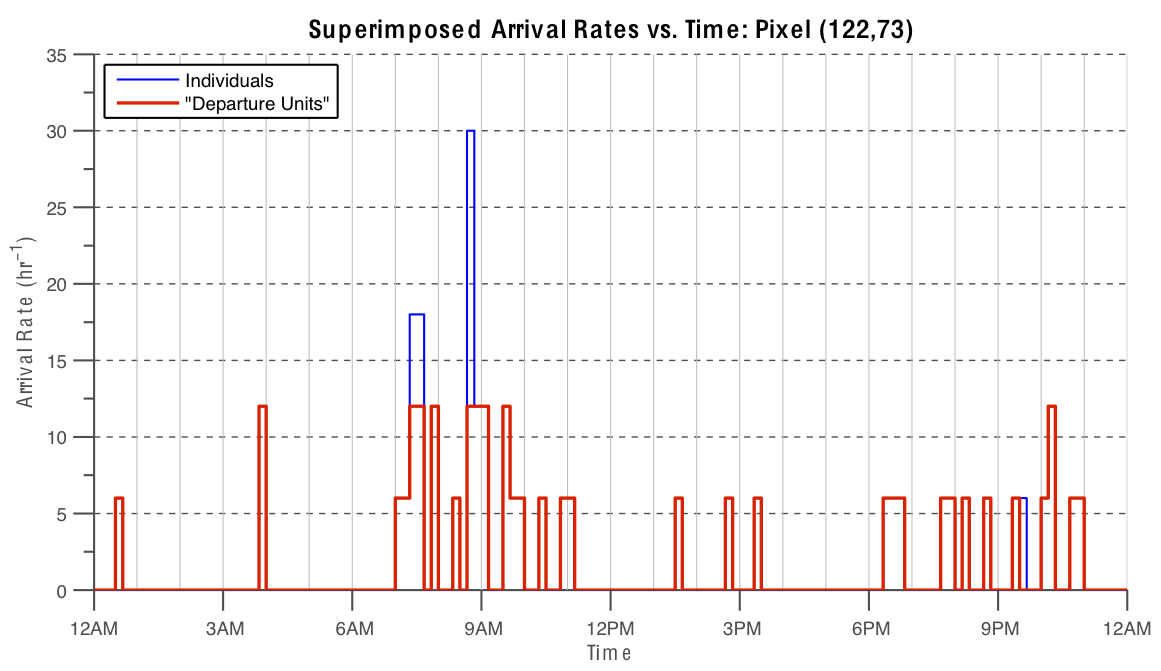 Superimposed Arrival Rates vs. Time: Pixel (122,73)
Individuals
"Departure Units"
Arrival Rate (hr⁻¹)
35
30
25
20
15
10
5
0
12AM 3AM 6AM 9AM 12PM 3PM 6PM 9PM 12AM
Time